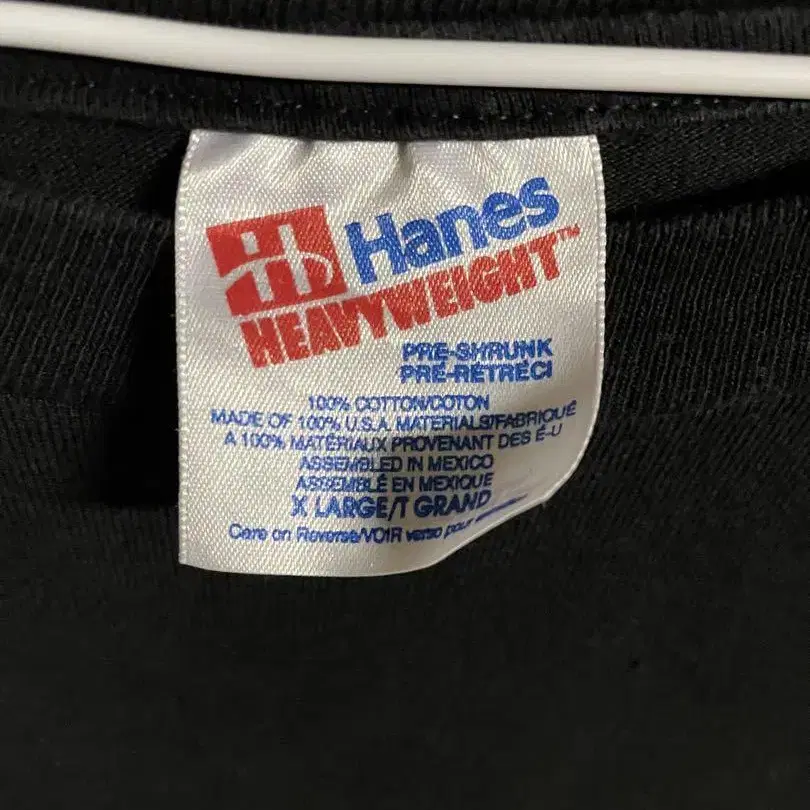 Hanes
HEAVYWEIGHT™
PRE-SHRUNK
PRÉ-RÉTRÉCI
100% COTTON/COTON
MADE OF 100% U.S.A. MATERIALS/FABRIQUÉ
A 100% MATÉRIAUX PROVENANT DES É-U
ASSEMBLED IN MEXICO
ASSEMBLÉ EN MEXIQUE
X LARGE/T GRAND
Care on Reverse/VOIR verso pour